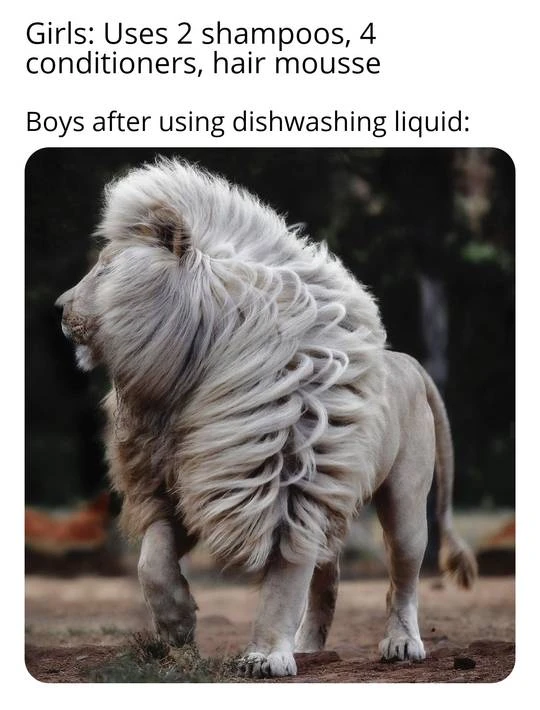 Girls: Uses 2 shampoos, 4
conditioners, hair mousse
Boys after using dishwashing liquid: